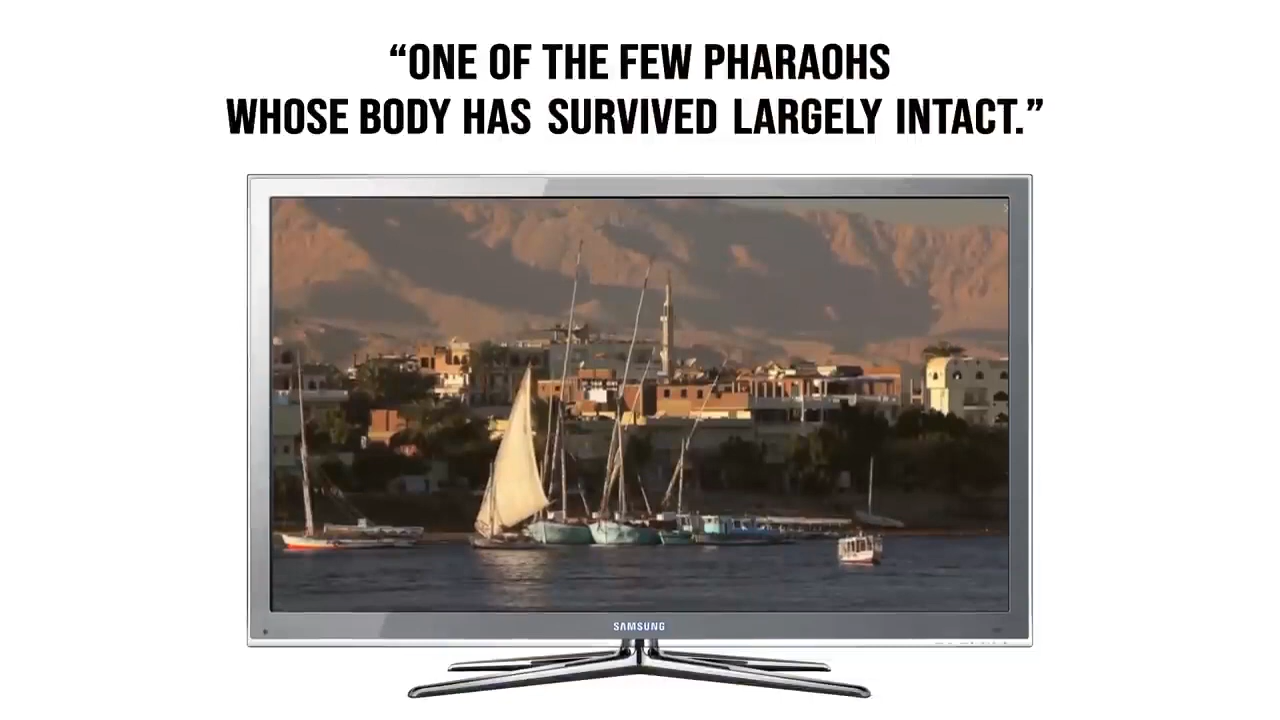 “ONE OF THE FEW PHARAOHS
WHOSE BODY HAS SURVIVED LARGELY INTACT.”
SAMSUNG